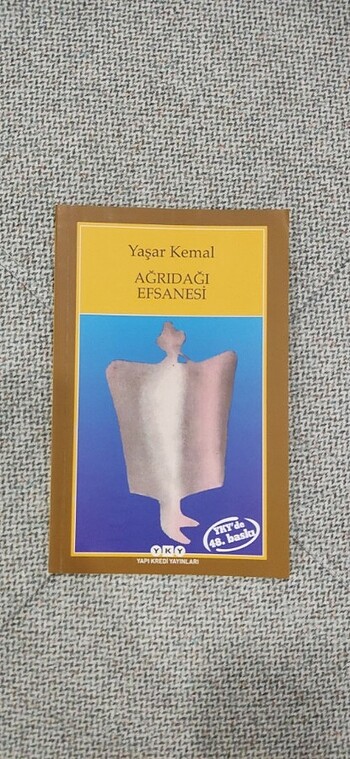 Yaşar Kemal
AĞRIDAĞI
EFSANESİ
YKY'de
48. baskı
YKY
YAPI KREDİ YAYINLARI